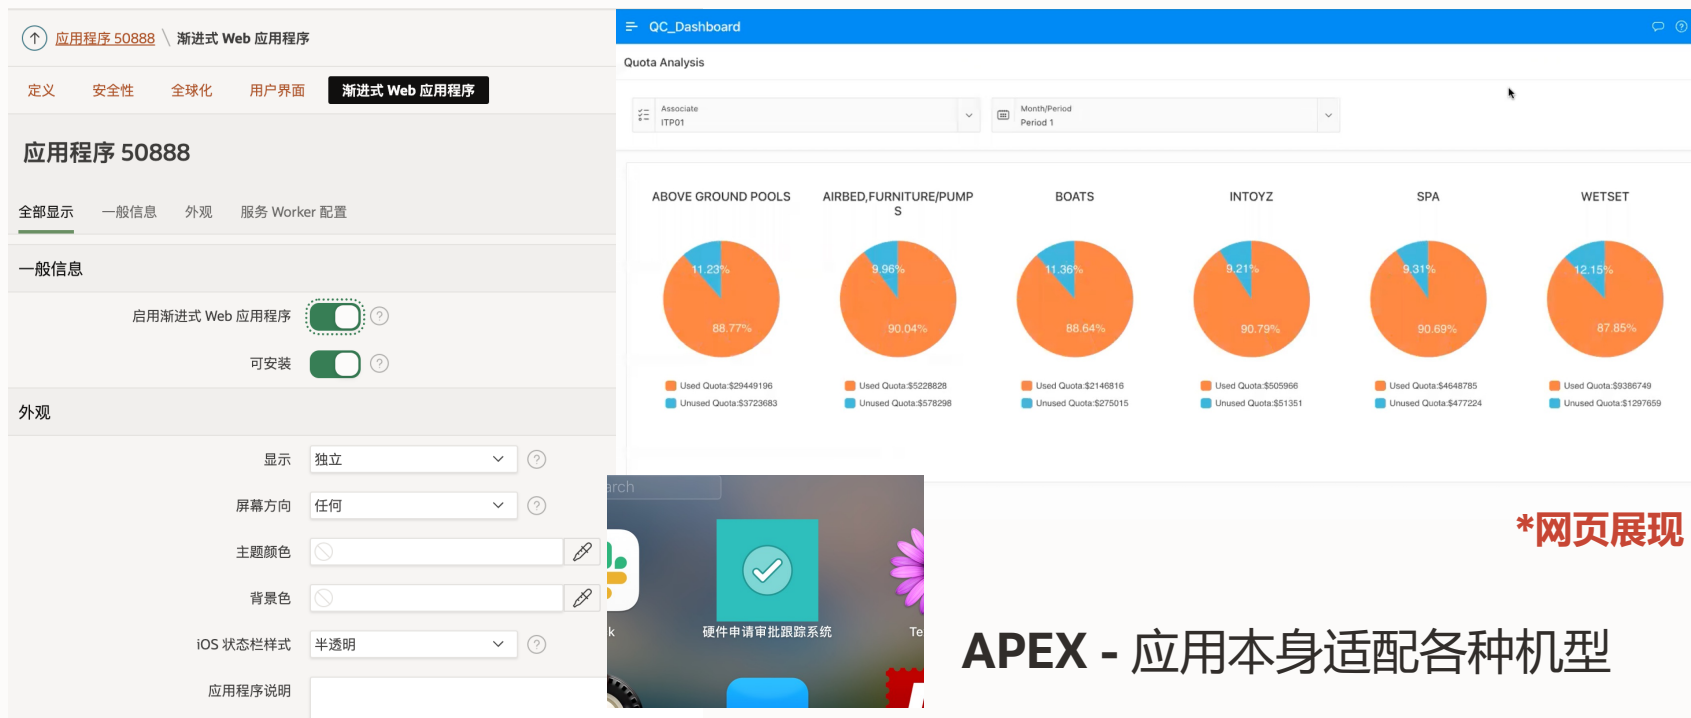 应用程序 50888 \ 渐进式 Web 应用程序
定义 安全性 全球化 用户界面 渐进式 Web 应用程序
应用程序 50888
全部显示 一般信息 外观 服务 Worker 配置
一般信息
启用渐进式 Web 应用程序
可安装
外观
显示 独立
屏幕方向 任何
主题颜色
背景色
iOS 状态栏样式 半透明
应用程序说明
QC_Dashboard
Quota Analysis
Associate
ITP01
Month/Period
Period 1
ABOVE GROUND POOLS
11.23%
88.77%
Used Quota:$29449196
Unused Quota:$3723683
AIRBED,FURNITURE/PUMP
S
9.96%
90.04%
Used Quota:$5228828
Unused Quota:$578298
BOATS
11.36%
88.64%
Used Quota:$2146816
Unused Quota:$275015
INTOYZ
9.21%
90.79%
Used Quota:$505966
Unused Quota:$51351
SPA
9.31%
90.69%
Used Quota:$4648785
Unused Quota:$477224
WETSET
12.15%
87.85%
Used Quota:$9386749
Unused Quota:$1297659
arch
k
硬件申请审批跟踪系统
Te
*网页展现
APEX - 应用本身适配各种机型